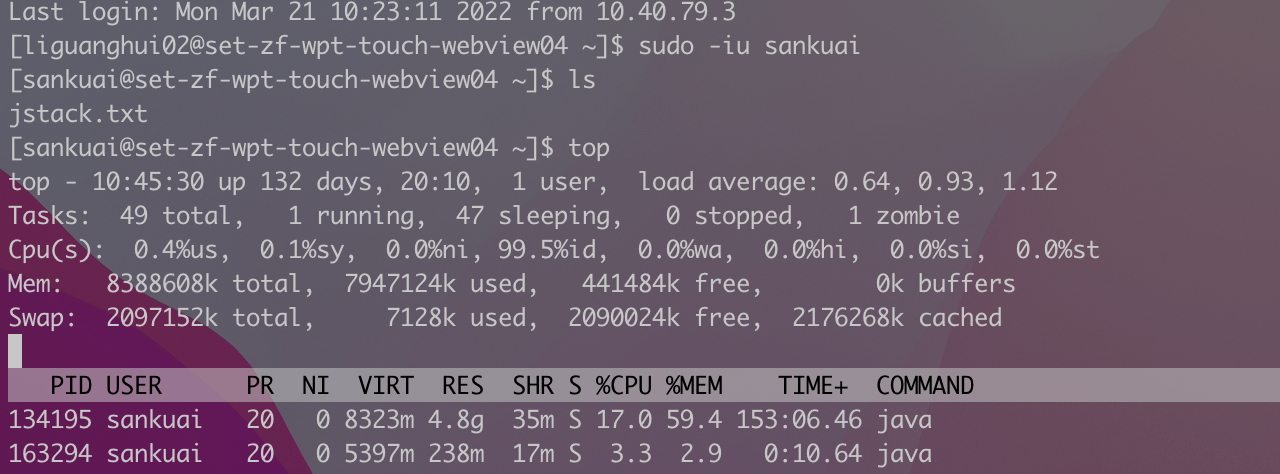 Last login: Mon Mar 21 10:23:11 2022 from 10.40.79.3
[liguanghui02@set-zf-wpt-touch-webview04 ~]$ sudo -iu sankuai
[sankuai@set-zf-wpt-touch-webview04 ~]$ ls
jstack.txt
[sankuai@set-zf-wpt-touch-webview04 ~]$ top
top - 10:45:30 up 132 days, 20:10,  1 user,  load average: 0.64, 0.93, 1.12
Tasks:  49 total,   1 running,  47 sleeping,   0 stopped,   1 zombie
Cpu(s):  0.4%us,  0.1%sy,  0.0%ni, 99.5%id,  0.0%wa,  0.0%hi,  0.0%si,  0.0%st
Mem:   8388608k total,  7947124k used,   441484k free,        0k buffers
Swap:  2097152k total,     7128k used,  2090024k free,  2176268k cached
   PID USER      PR  NI  VIRT  RES  SHR S %CPU %MEM    TIME+  COMMAND
134195 sankuai   20   0 8323m 4.8g  35m S 17.0 59.4 153:06.46 java
163294 sankuai   20   0 5397m 238m  17m S  3.3  2.9   0:10.64 java